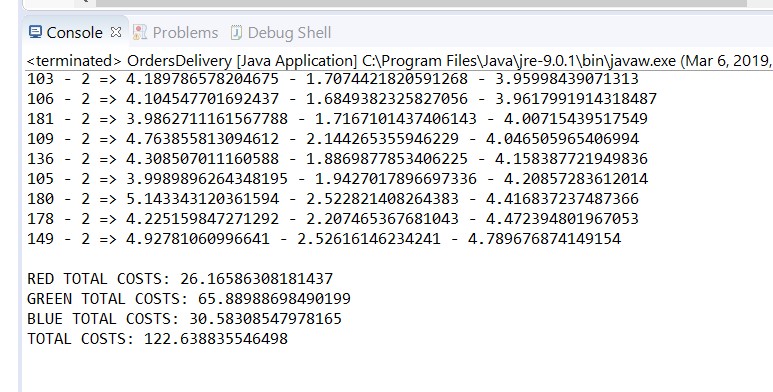 Console Problems Debug Shell
<terminated> OrdersDelivery [Java Application] C:\Program Files\Java\jre-9.0.1\bin\javaw.exe (Mar 6, 2019,
103 - 2 => 4.189786578204675 - 1.7074421820591268 - 3.95998439071313
106 - 2 => 4.104547701692437 - 1.6849382325827056 - 3.9617991914318487
181 - 2 => 3.9862711161567788 - 1.7167101437406143 - 4.00715439517549
109 - 2 => 4.763855813094612 - 2.144265355946229 - 4.046505965406994
136 - 2 => 4.308507011160588 - 1.8869877853406225 - 4.158387721949836
105 - 2 => 3.9989896264348195 - 1.9427017896697336 - 4.20857283612014
180 - 2 => 5.143343120361594 - 2.522821408264383 - 4.416837237487366
178 - 2 => 4.225159847271292 - 2.207465367681043 - 4.472394801967053
149 - 2 => 4.92781060996641 - 2.52616146234241 - 4.789676874149154
RED TOTAL COSTS: 26.16586308181437
GREEN TOTAL COSTS: 65.88988698490199
BLUE TOTAL COSTS: 30.58308547978165
TOTAL COSTS: 122.638835546498